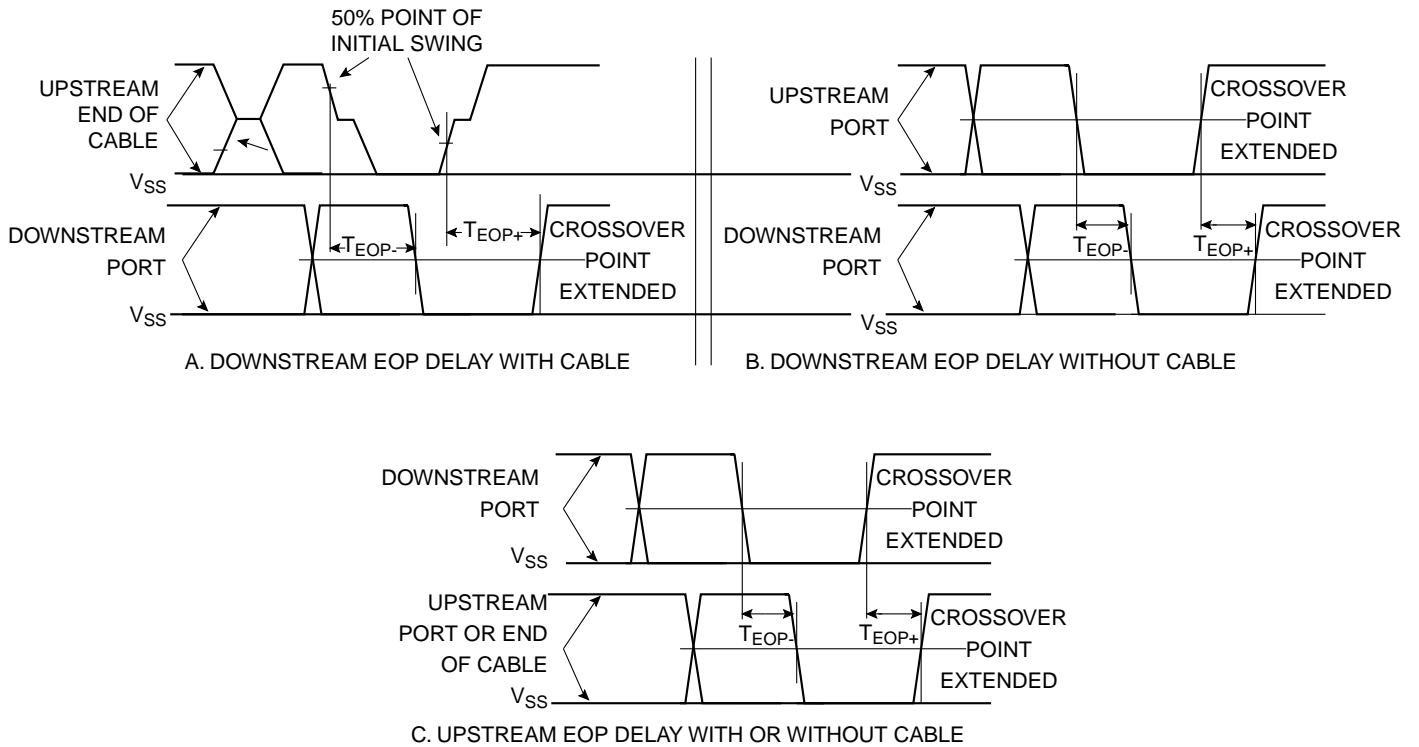 50% POINT OF
INITIAL SWING
UPSTREAM
END OF
CABLE
VSS
DOWNSTREAM
PORT
VSS
TEOP-
TEOP+
CROSSOVER
POINT
EXTENDED
A. DOWNSTREAM EOP DELAY WITH CABLE
UPSTREAM
PORT
VSS
CROSSOVER
POINT
EXTENDED
DOWNSTREAM
PORT
VSS
TEOP-
TEOP+
CROSSOVER
POINT
EXTENDED
B. DOWNSTREAM EOP DELAY WITHOUT CABLE
DOWNSTREAM
PORT
VSS
CROSSOVER
POINT
EXTENDED
UPSTREAM
PORT OR END
OF CABLE
VSS
TEOP-
TEOP+
CROSSOVER
POINT
EXTENDED
C. UPSTREAM EOP DELAY WITH OR WITHOUT CABLE